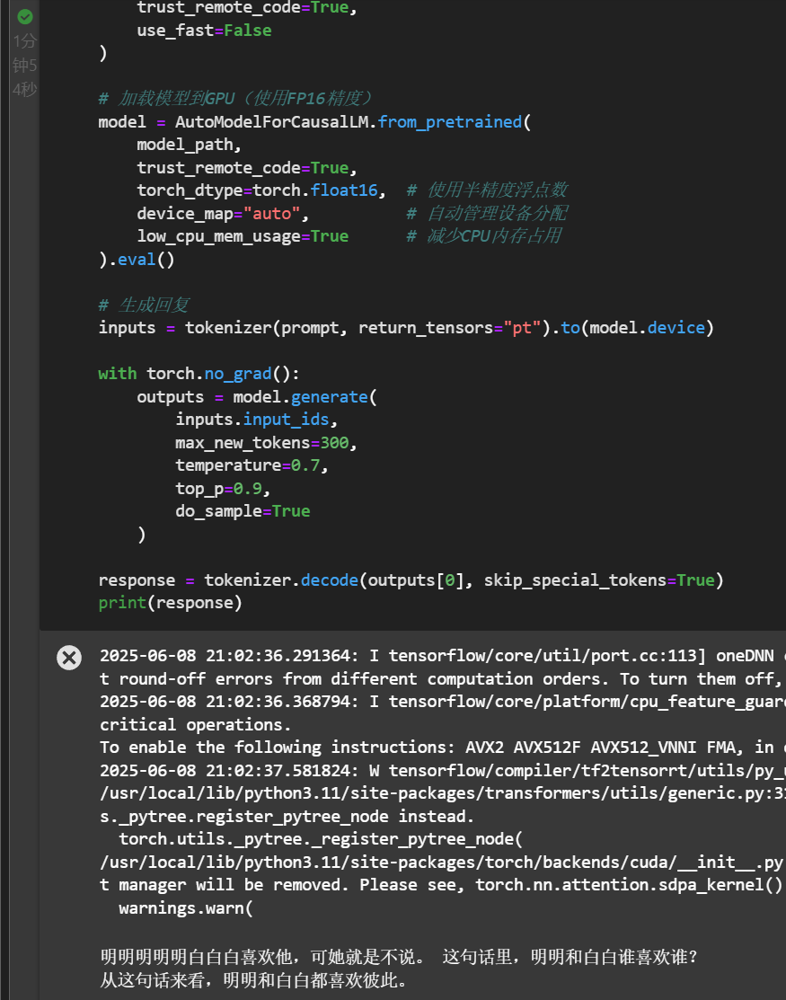 1分
钟5
4秒
trust_remote_code=True,
use_fast=False
)
# 加载模型到GPU（使用FP16精度）
model = AutoModelForCausalLM.from_pretrained(
model_path,
trust_remote_code=True,
torch_dtype=torch.float16,  # 使用半精度浮点数
device_map="auto",          # 自动管理设备分配
low_cpu_mem_usage=True      # 减少CPU内存占用
).eval()
# 生成回复
inputs = tokenizer(prompt, return_tensors="pt").to(model.device)
with torch.no_grad():
outputs = model.generate(
inputs.input_ids,
max_new_tokens=300,
temperature=0.7,
top_p=0.9,
do_sample=True
)
response = tokenizer.decode(outputs[0], skip_special_tokens=True)
print(response)
2025-06-08 21:02:36.291364: I tensorflow/core/util/port.cc:113] oneDNN
t round-off errors from different computation orders. To turn them off,
2025-06-08 21:02:36.368794: I tensorflow/core/platform/cpu_feature_guar
critical operations.
To enable the following instructions: AVX2 AVX512F AVX512_VNNI FMA, in
2025-06-08 21:02:37.581824: W tensorflow/compiler/tf2tensorrt/utils/py_
/usr/local/lib/python3.11/site-packages/transformers/utils/generic.py:3
s._pytree.register_pytree_node instead.
torch.utils._pytree._register_pytree_node(
/usr/local/lib/python3.11/site-packages/torch/backends/cuda/__init__.py
t manager will be removed. Please see, torch.nn.attention.sdpa_kernel()
warnings.warn(
明明明明明白白白喜欢他，可她就是不说。 这句话里，明明和白白谁喜欢谁？
从这句话来看，明明和白白都喜欢彼此。